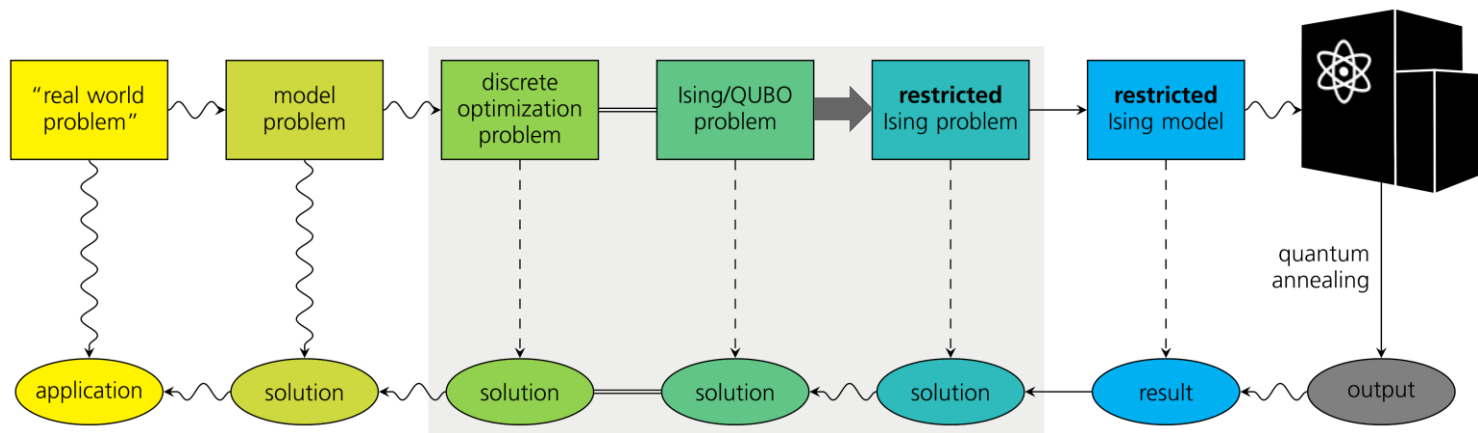 “real world
problem”
model
problem
discrete
optimization
problem
Ising/QUBO
problem
restricted
Ising problem
restricted
Ising model
quantum
annealing
application
solution
solution
solution
solution
result
output